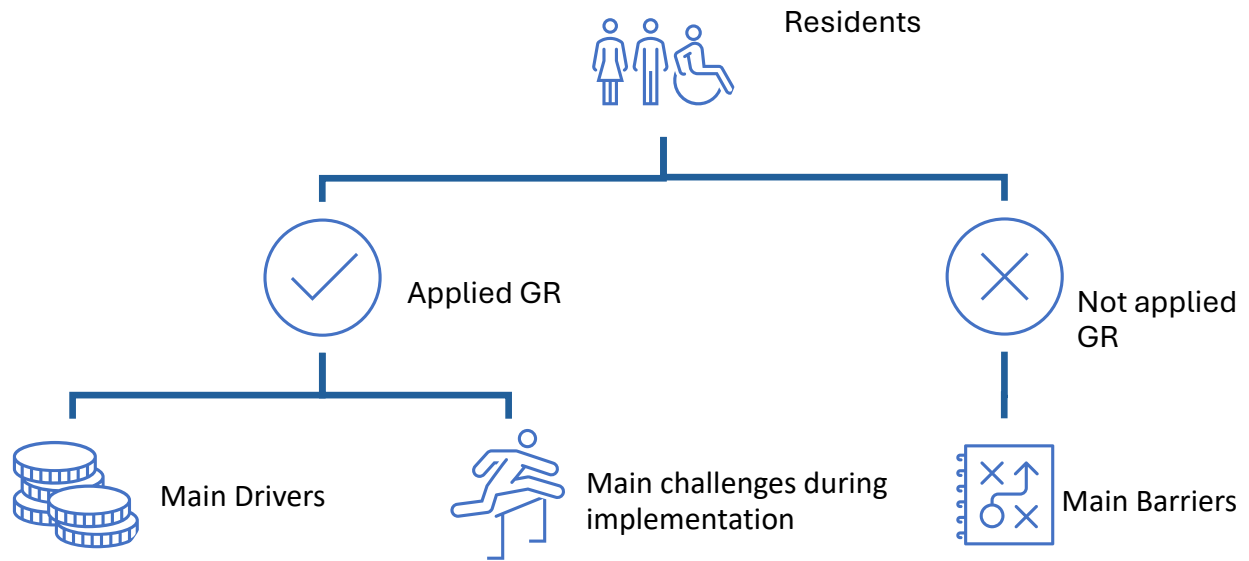 Residents
Applied GR
Not applied
GR
Main Drivers
Main challenges during
implementation
Main Barriers